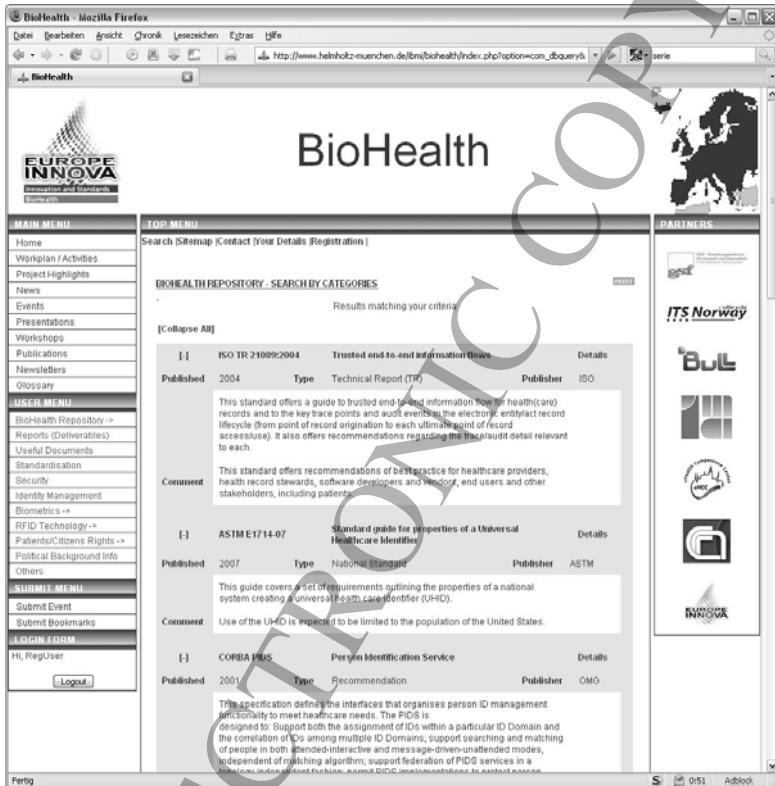 BioHealth - Mozilla Firefox
Datei Bearbeiten Ansicht Chronik Lesezeichen Extras Hilfe
http://www.helmholtz-muenchen.de/ibmi/biohealth/index.php?option=com_dbquery&
serie
BioHealth
EUROPE
INNOVA
Innovation and Standards
BioHealth
BioHealth
MAIN MENU
Home
Workplan / Activities
Project Highlights
News
Events
Presentations
Workshops
Publications
Newsletters
Glossary
USER MENU
BioHealth Repository ->
Reports (Deliverables)
Useful Documents
Standardisation
Security
Identity Management
Biometrics ->
RFID Technology ->
Patients/Citizens Rights ->
Political Background Info
Others
SUBMIT MENU
Submit Event
Submit Bookmarks
LOGIN FORM
Hi, RegUser
Logout
TOP MENU
Search |Sitemap |Contact |Your Details |Registration |
BIOHEALTH REPOSITORY - SEARCH BY CATEGORIES
PRINT
Results matching your criteria
[Collapse All]
[-] ISO TR 21089:2004 Trusted end-to-end information flows Details
Published 2004 Type Technical Report (TR) Publisher ISO
This standard offers a guide to trusted end-to-end information flow for health(care)
records and to the key trace points and audit events in the electronic entity/act record
lifecycle (from point of record origination to each ultimate point of record
access/use). It also offers recommendations regarding the trace/audit detail relevant
to each.
This standard offers recommendations of best practice for healthcare providers,
Comment health record stewards, software developers and vendors, end users and other
stakeholders, including patients.
[-] ASTM E1714-07 Standard guide for properties of a Universal
Healthcare Identifier Details
Published 2007 Type National Standard Publisher ASTM
This guide covers a set of requirements outlining the properties of a national
system creating a universal health care identifier (UHID).
Comment Use of the UHID is expected to be limited to the population of the United States.
[-] CORBA PIDS Person Identification Service Details
Published 2001 Type Recommendation Publisher OMG
This specification defines the interfaces that organises person ID management
functionality to meet healthcare needs. The PIDS is
designed to: Support both the assignment of IDs within a particular ID Domain and
the correlation of IDs among multiple ID Domains; support searching and matching
of people in both attended-interactive and message-driven-unattended modes,
independent of matching algorithm; support federation of PIDS services in a
topology independent fashion; permit PIDS implementations to protect person
PARTNERS
gsf
ITS Norway
Bull
EUROPE
INNOVA
Fertig
0:51 Adblock
ELECTRONIC COPY